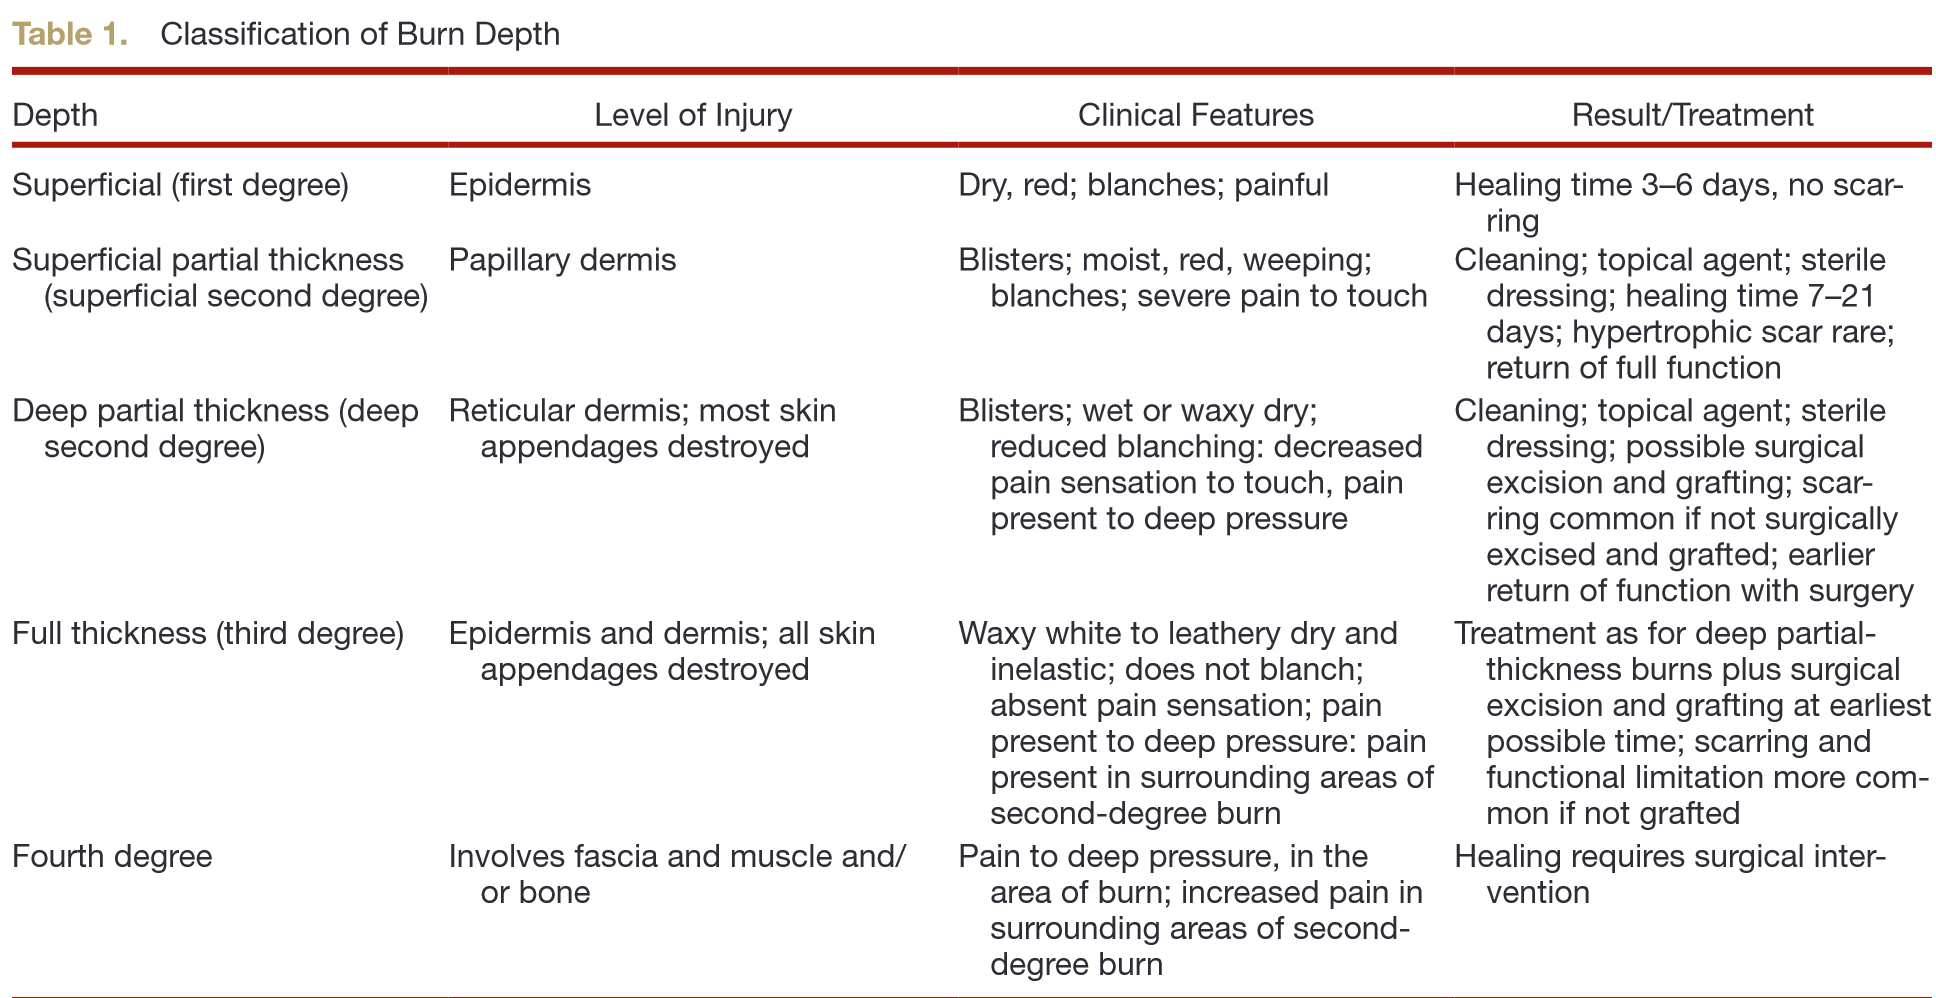 Table 1. Classification of Burn Depth
Depth Level of Injury Clinical Features Result/Treatment
Superficial (first degree) Epidermis Dry, red; blanches; painful Healing time 3–6 days, no scar-
ring
Superficial partial thickness Papillary dermis Blisters; moist, red, weeping; Cleaning; topical agent; sterile
(superficial second degree) blanches; severe pain to touch dressing; healing time 7–21
days; hypertrophic scar rare;
return of full function
Deep partial thickness (deep Reticular dermis; most skin Blisters; wet or waxy dry; Cleaning; topical agent; sterile
second degree) appendages destroyed reduced blanching: decreased dressing; possible surgical
pain sensation to touch, pain excision and grafting; scar-
present to deep pressure ring common if not surgically
excised and grafted; earlier
return of function with surgery
Full thickness (third degree) Epidermis and dermis; all skin Waxy white to leathery dry and Treatment as for deep partial-
appendages destroyed inelastic; does not blanch; thickness burns plus surgical
absent pain sensation; pain excision and grafting at earliest
present to deep pressure: pain possible time; scarring and
present in surrounding areas of functional limitation more com-
second-degree burn mon if not grafted
Fourth degree Involves fascia and muscle and/ Pain to deep pressure, in the Healing requires surgical inter-
or bone area of burn; increased pain in vention
surrounding areas of second-
degree burn